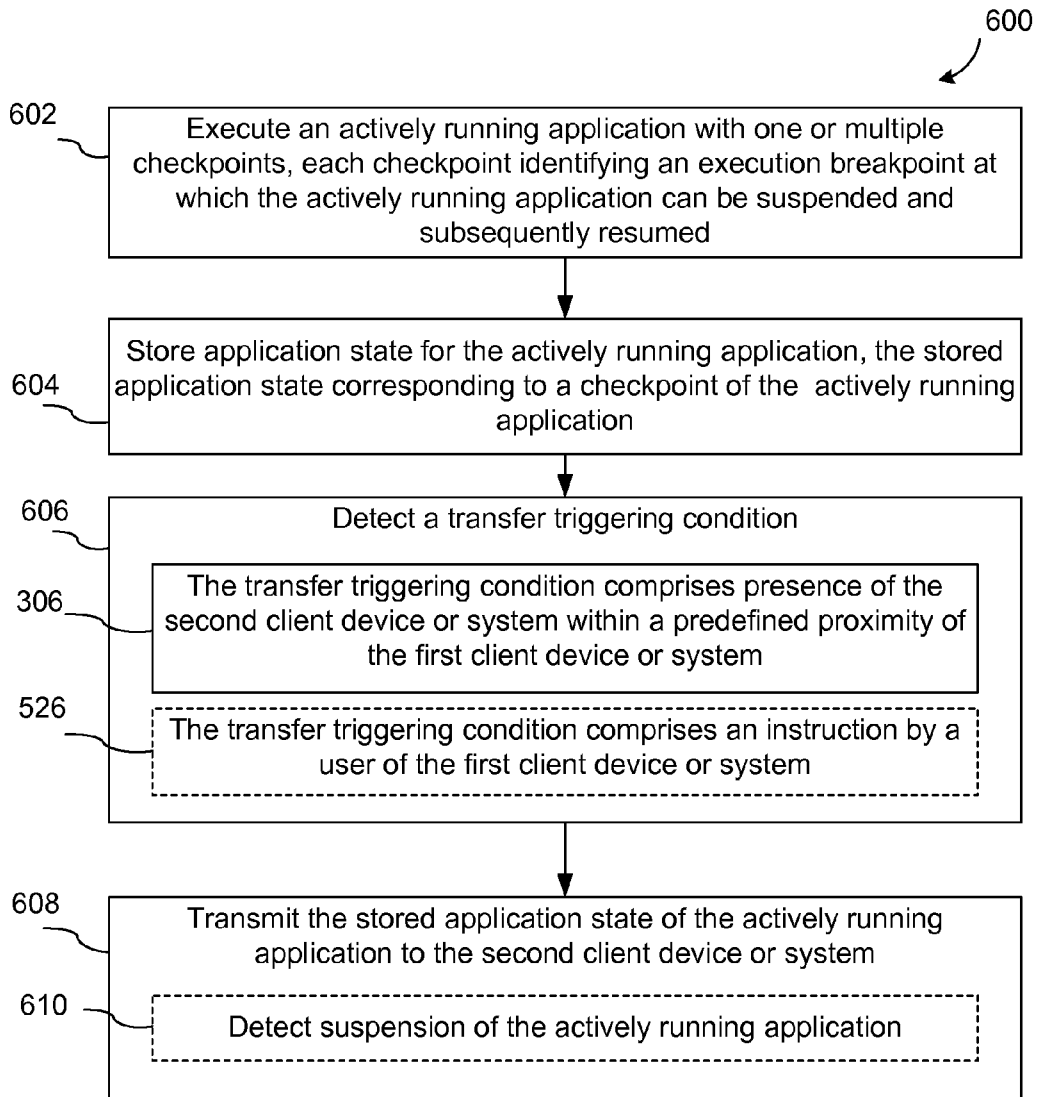 600
602
Execute an actively running application with one or multiple
checkpoints, each checkpoint identifying an execution breakpoint at
which the actively running application can be suspended and
subsequently resumed
604
Store application state for the actively running application, the stored
application state corresponding to a checkpoint of the actively running
application
606
Detect a transfer triggering condition
306
The transfer triggering condition comprises presence of the
second client device or system within a predefined proximity of
the first client device or system
526
The transfer triggering condition comprises an instruction by a
user of the first client device or system
608
Transmit the stored application state of the actively running
application to the second client device or system
610
Detect suspension of the actively running application